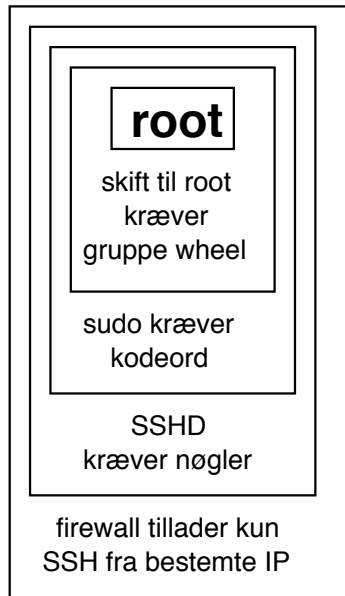 root
skift til root
kræver
gruppe wheel
sudo kræver
kodeord
SSHD
kræver nøgler
firewall tillader kun
SSH fra bestemte IP